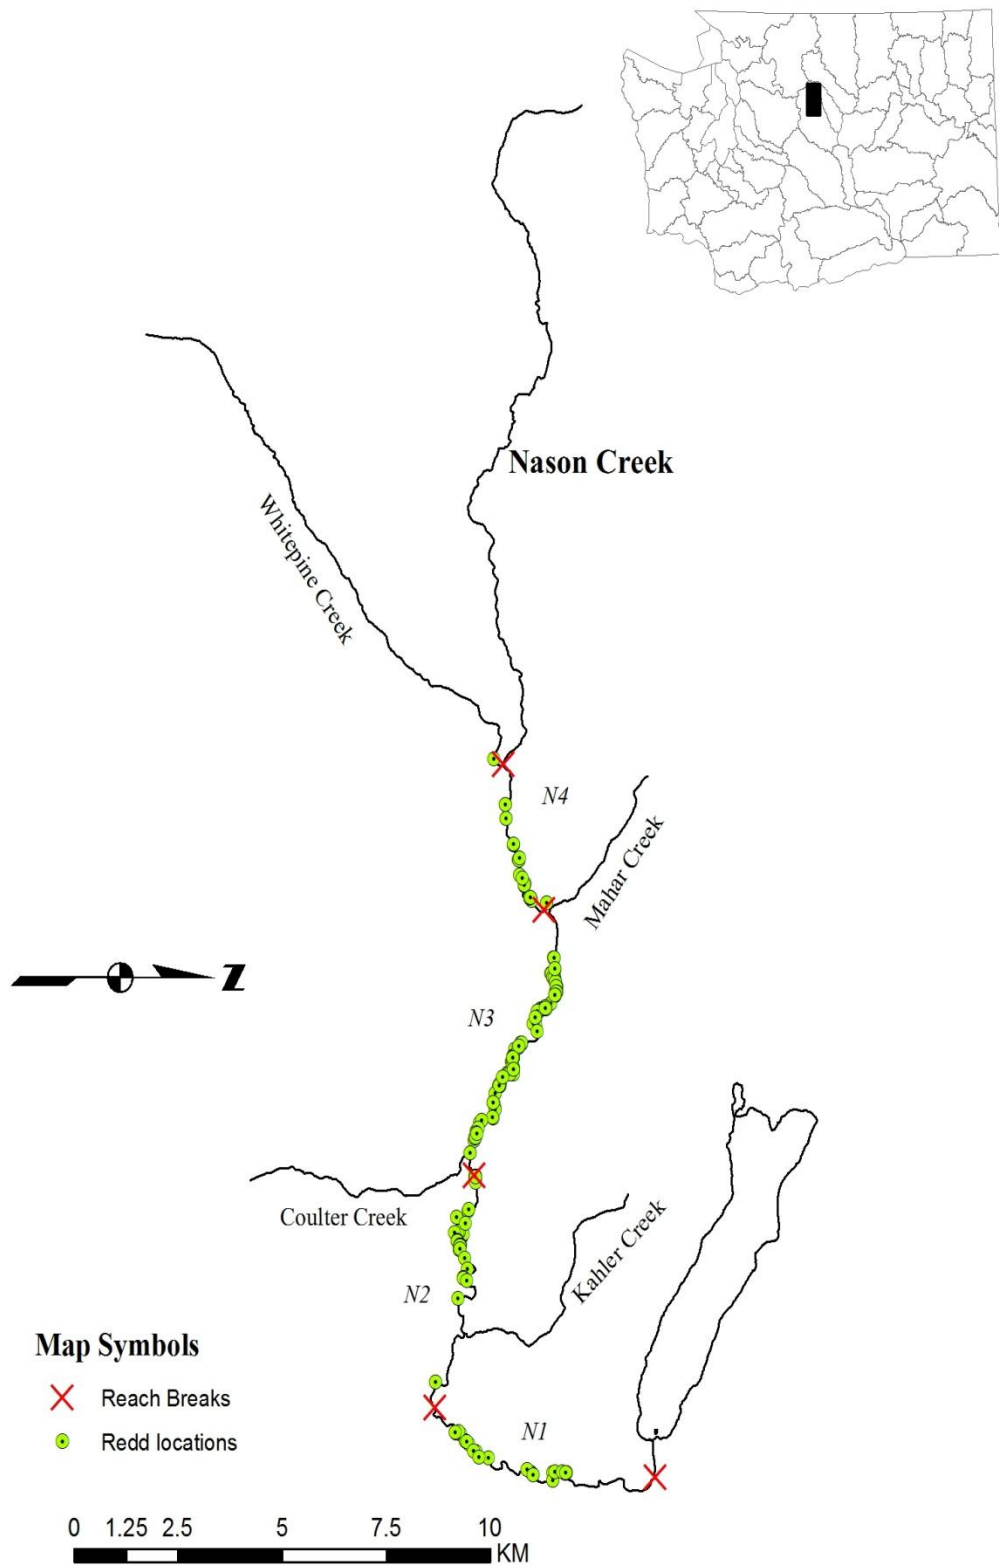 Nason Creek
Whitepine Creek
N4
Mahar Creek
N3
Z
Coulter Creek
Kahler Creek
N2
Map Symbols
Reach Breaks
Redd locations
N1
0 1.25 2.5 5 7.5 10
KM